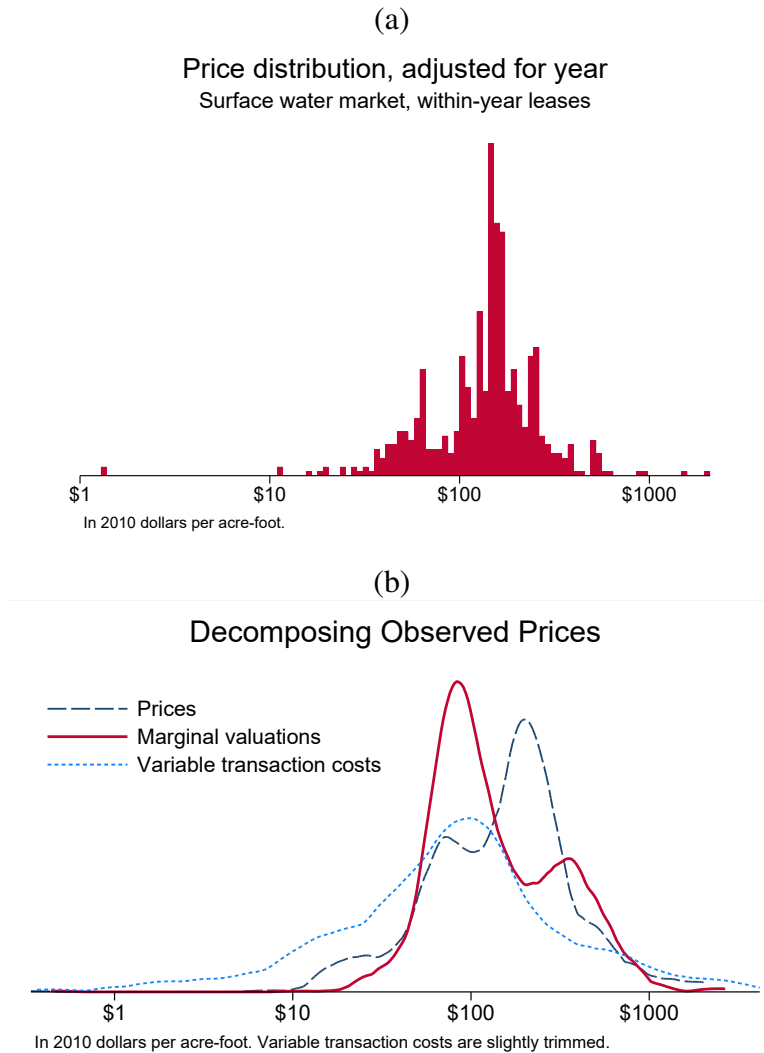 (a)
Price distribution, adjusted for year
Surface water market, within-year leases
$1 $10 $100 $1000
In 2010 dollars per acre-foot.
(b)
Decomposing Observed Prices
Prices
Marginal valuations
Variable transaction costs
$1 $10 $100 $1000
In 2010 dollars per acre-foot. Variable transaction costs are slightly trimmed.